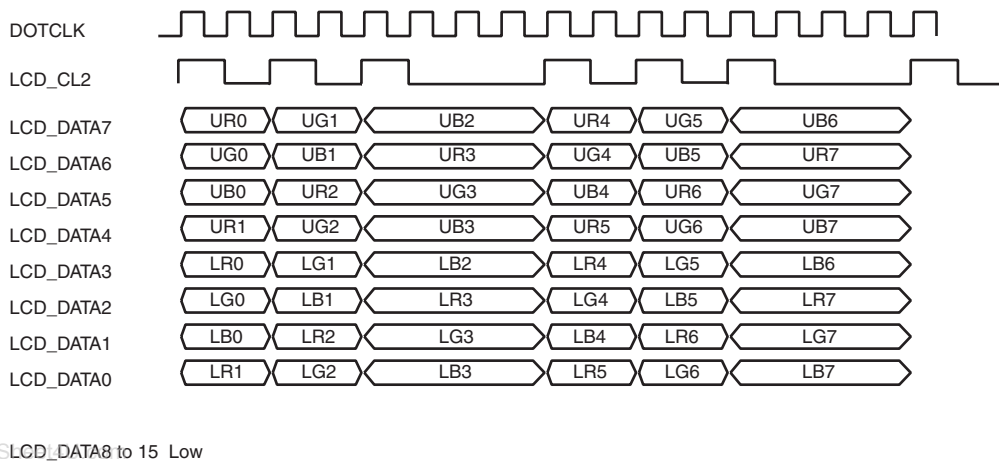 DOTCLK
LCD_CL2
LCD_DATA7 UR0 UG1 UB2 UR4 UG5 UB6
LCD_DATA6 UG0 UB1 UR3 UG4 UB5 UR7
LCD_DATA5 UB0 UR2 UG3 UB4 UR6 UG7
LCD_DATA4 UR1 UG2 UB3 UR5 UG6 UB7
LCD_DATA3 LR0 LG1 LB2 LR4 LG5 LB6
LCD_DATA2 LG0 LB1 LR3 LG4 LB5 LR7
LCD_DATA1 LB0 LR2 LG3 LB4 LR6 LG7
LCD_DATA0 LR1 LG2 LB3 LR5 LG6 LB7
LCD_DATA8 to 15 Low